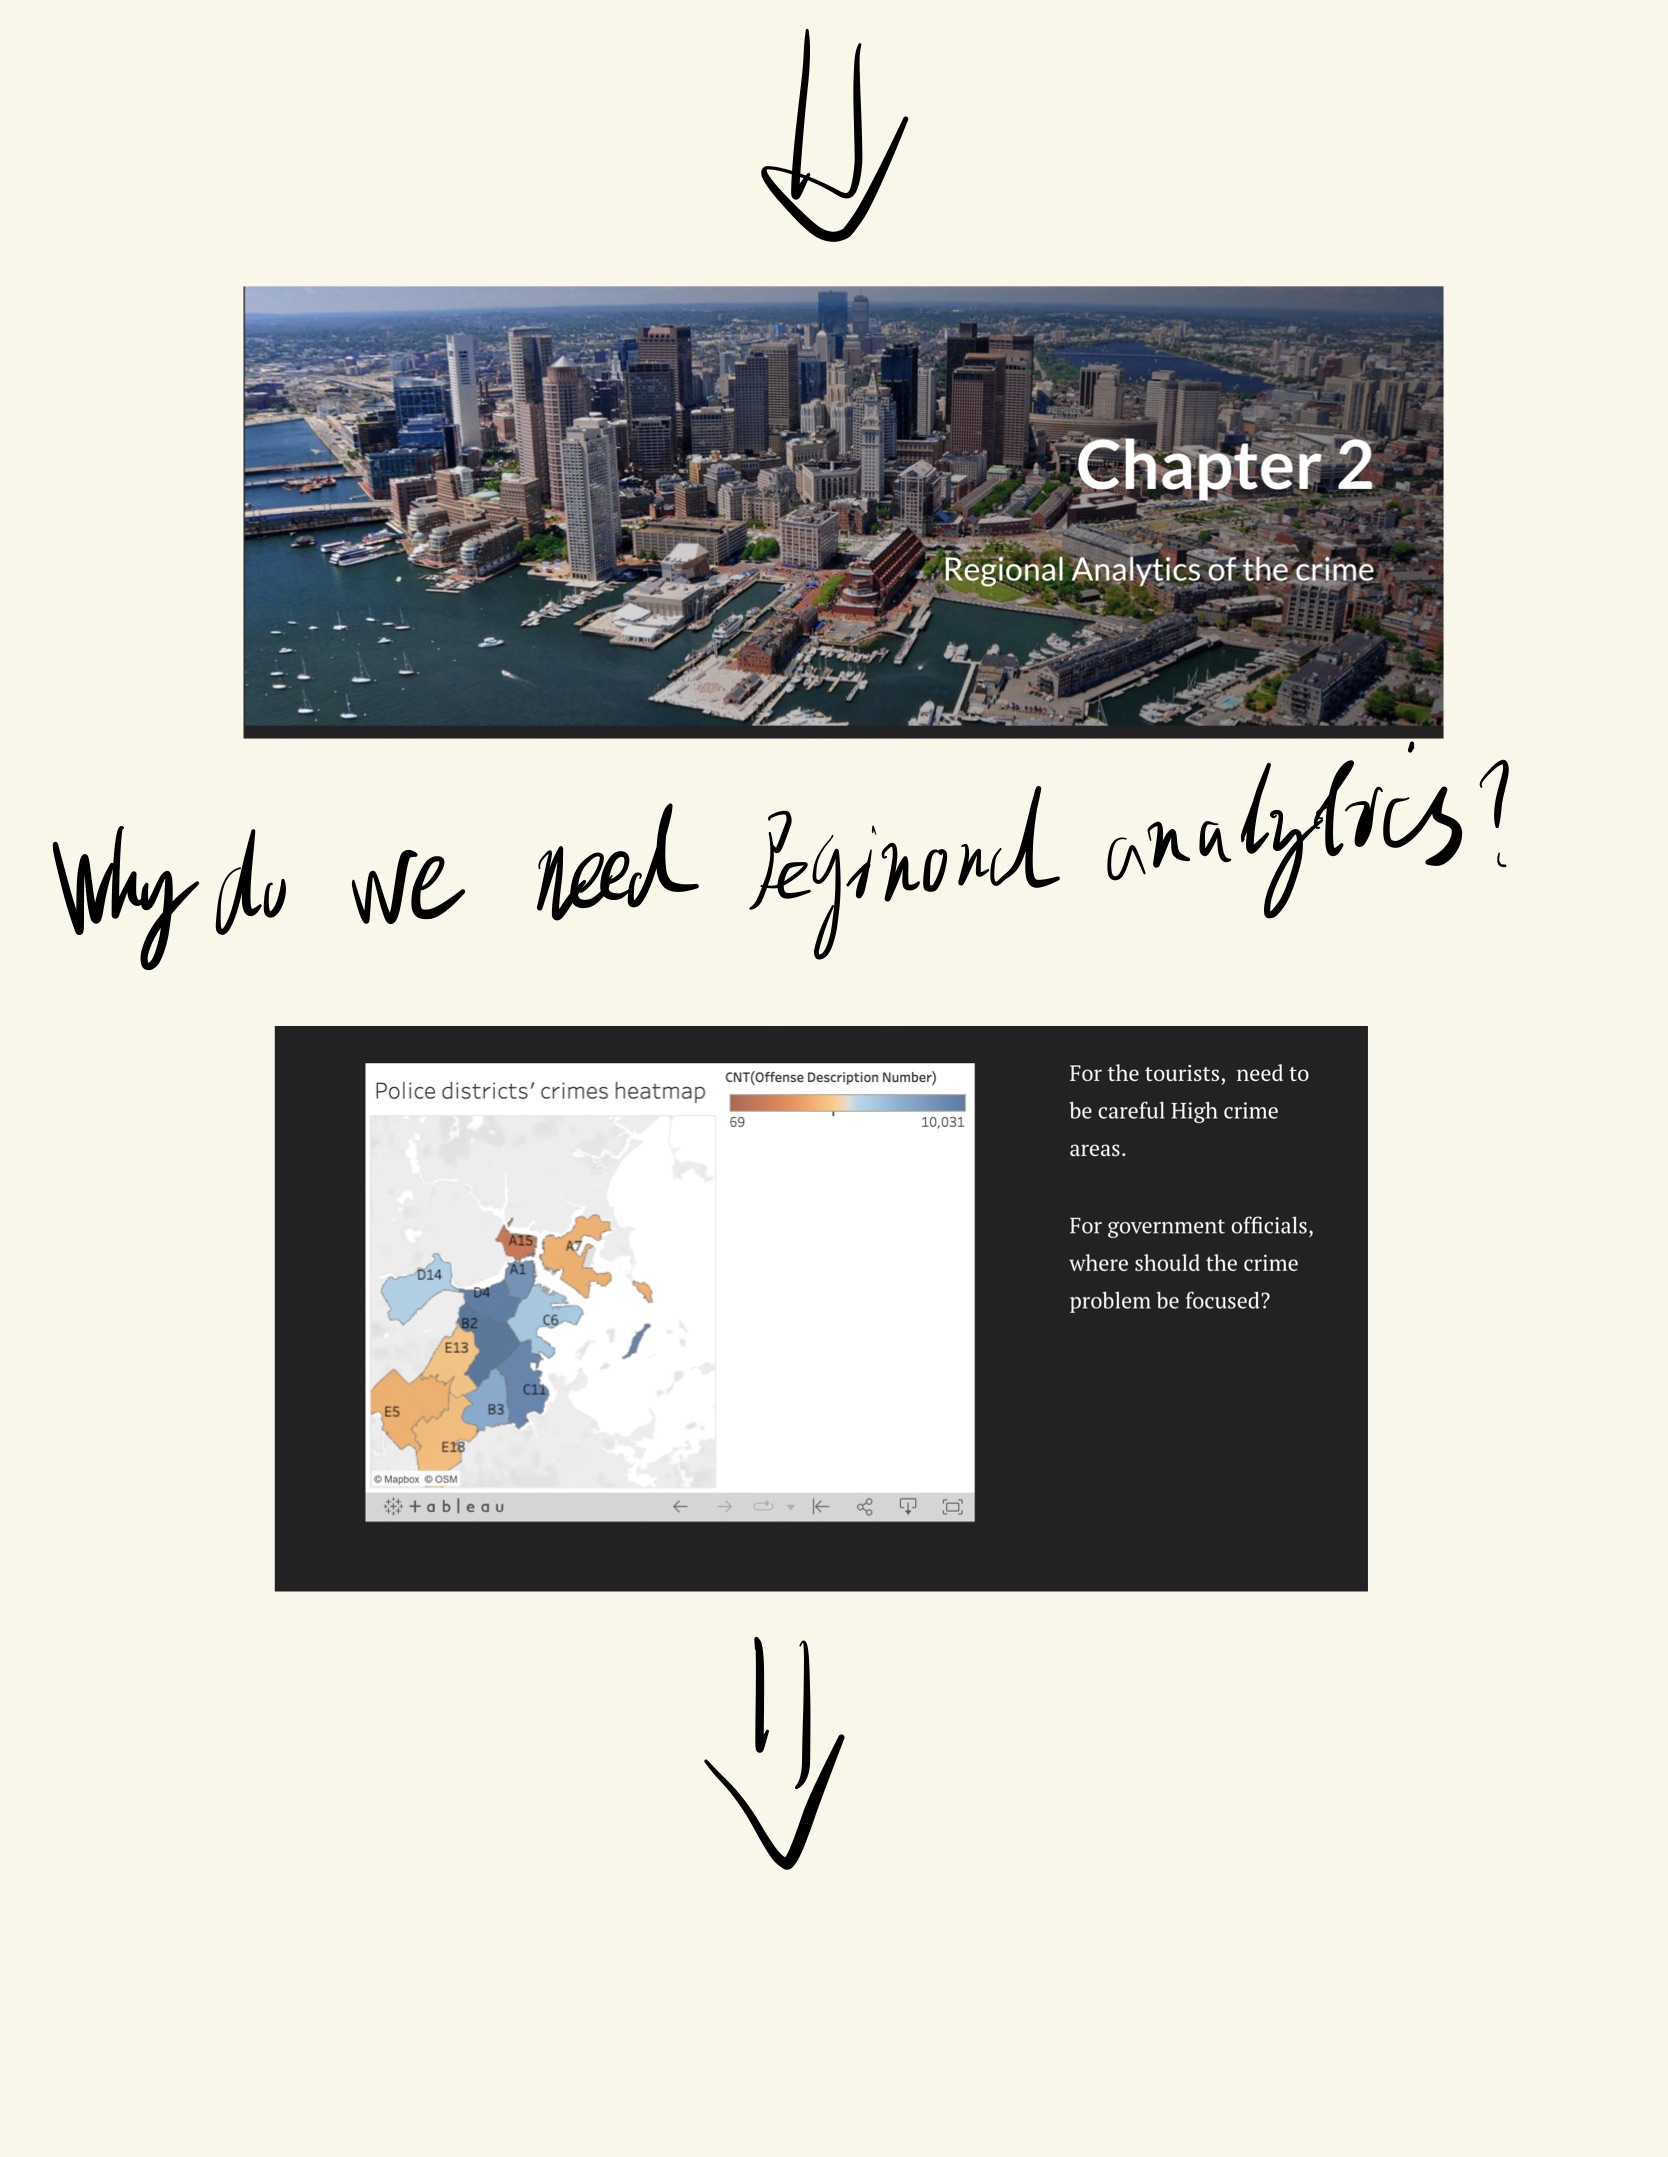 Chapter 2
Regional Analytics of the crime
Why do we need Reginonal analytics?
Police districts' crimes heatmap
CNT(Offense Description Number)
69 10,031
A15
A7
A1
D14
D4
C6
B2
E13
C11
B3
E5
E18
© Mapbox © OSM
+ableau
For the tourists, need to
be careful High crime
areas.
For government officials,
where should the crime
problem be focused?